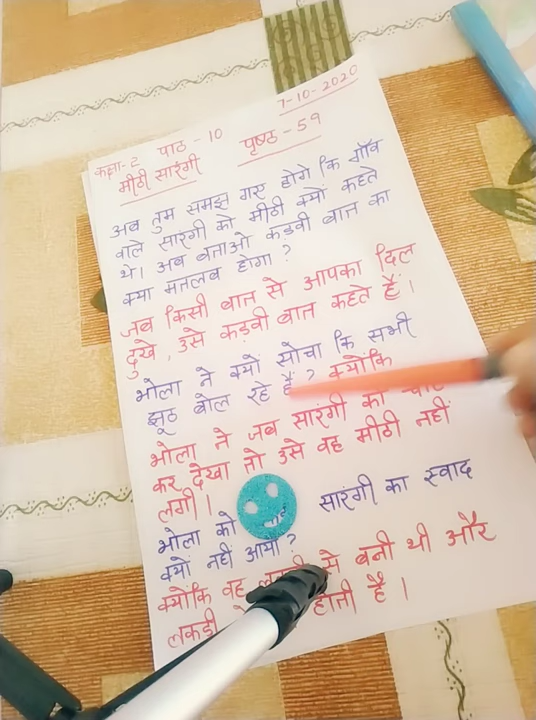 7-10-2020
कक्षा-2 पाठ - 10
मीठी सारंगी पृष्ठ - 59
अब तुम समझ गए होगे कि गाँव
वाले सारंगी को मीठी क्यों कहते
थे। अब बताओ कड़वी बात का
क्या मतलब होगा ?
जब किसी बात से आपका दिल
दुखे, उसे कड़वी बात कहते हैं।
भोला ने क्यों सोचा कि सभी
झूठ बोल रहे हैं ? क्योंकि
भोला ने जब सारंगी को
कर देखा तो उसे वह मीठी नहीं
लगी।
भोला को सारंगी का स्वाद
क्यों नहीं आया ?
क्योंकि वह से बनी थी और
लकड़ी होती है।